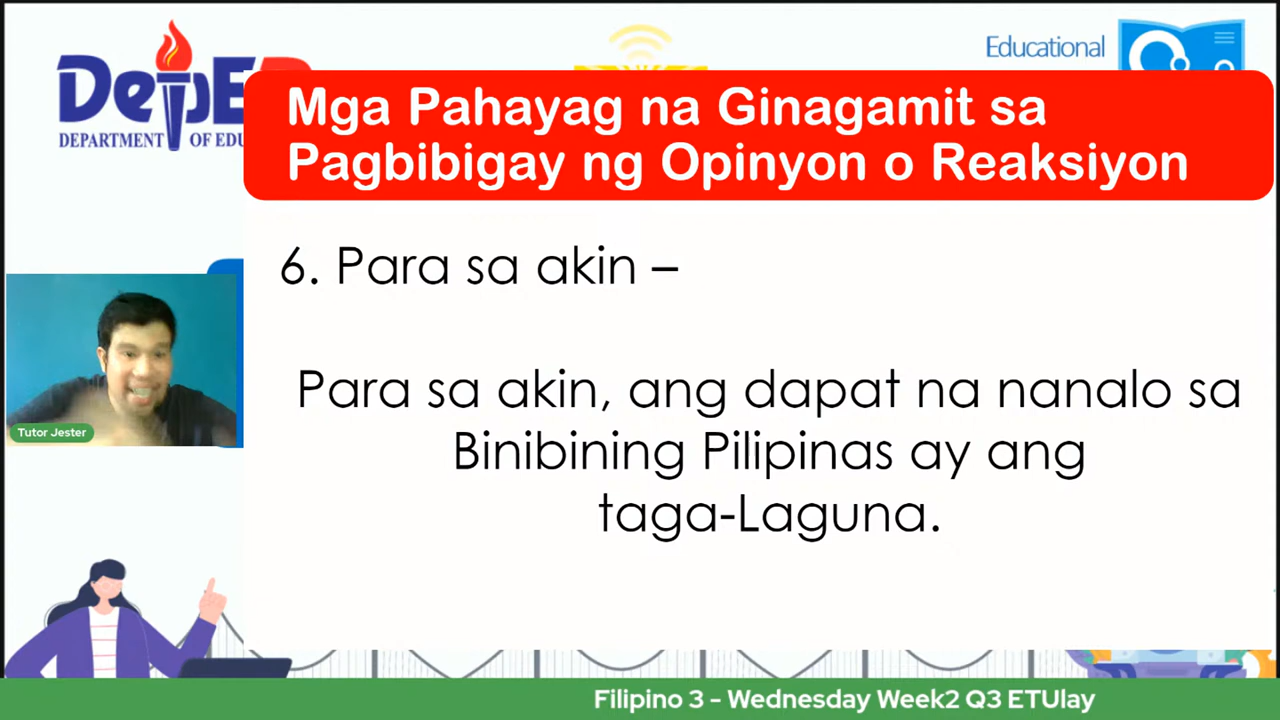 DepE
DEPARTMENT OF EDU
Educational
Mga Pahayag na Ginagamit sa
Pagbibigay ng Opinyon o Reaksiyon
6. Para sa akin –
Para sa akin, ang dapat na nanalo sa
Binibining Pilipinas ay ang
taga-Laguna.
Tutor Jester
Filipino 3 - Wednesday Week2 Q3 ETUlay